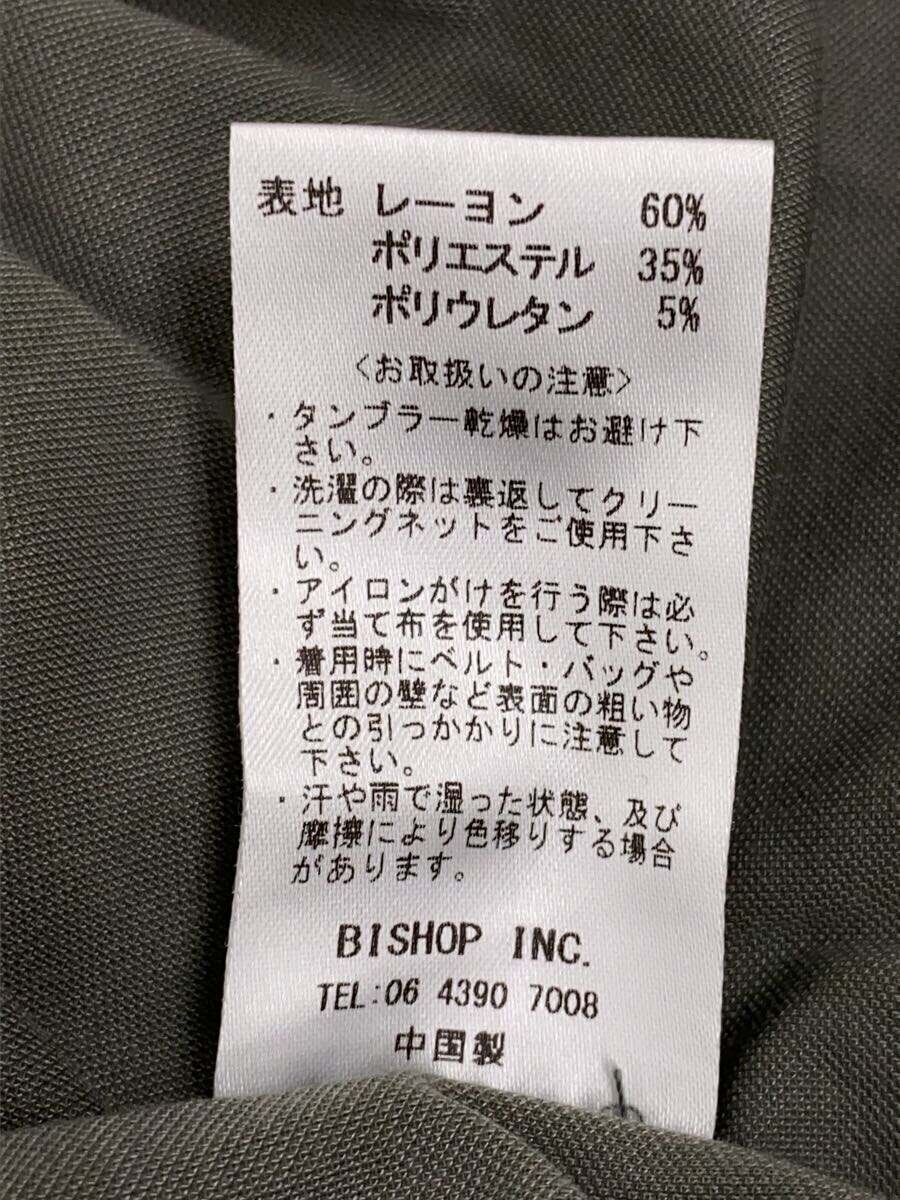 表地 レーヨン 60%
ポリエステル 35%
ポリウレタン 5%
<お取扱いの注意>
・タンブラー乾燥はお避け下
さい。
・洗濯の際は裏返してクリー
ニングネットをご使用下さ
い。
・アイロンがけを行う際は必
ず当て布を使用して下さい。
・着用時にベルト・バッグや
周囲の壁など表面の粗い物
との引っかかりに注意して
下さい。
・汗や雨で湿った状態、及び
摩擦により色移りする場合
があります。
BISHOP INC.
TEL:06 4390 7008
中国製